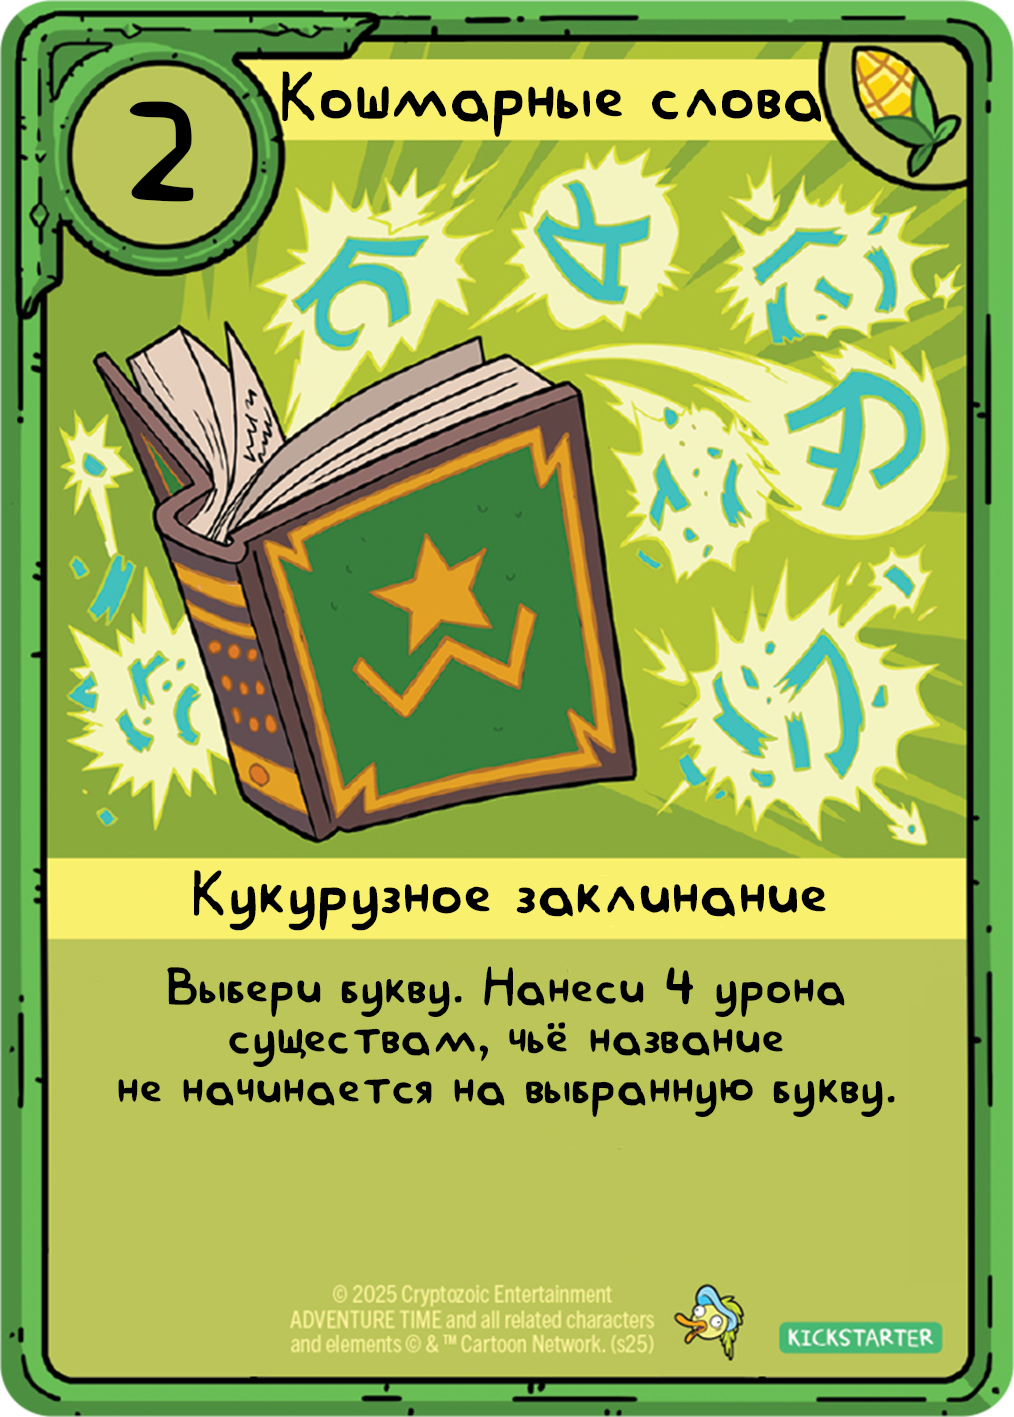 2
Кошмарные слова
Кукурузное заклинание
Выбери букву. Нанеси 4 урона
существам, чьё название
не начинается на выбранную букву.
© 2025 Cryptozoic Entertainment
ADVENTURE TIME and all related characters
and elements © & ™ Cartoon Network. (s25)
KICKSTARTER